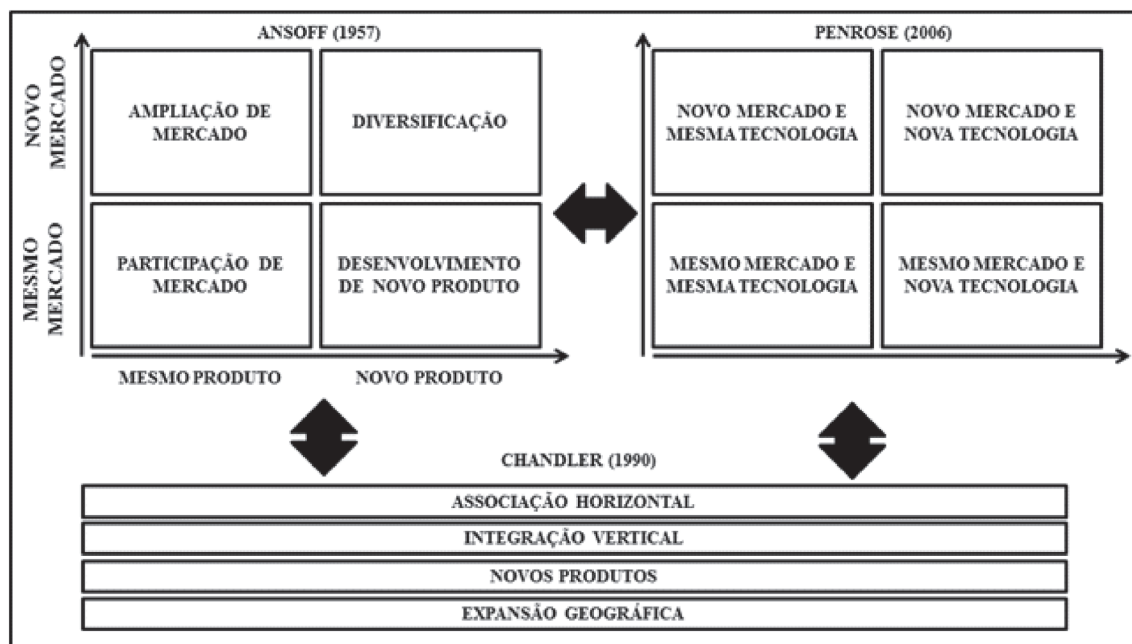 ANSOFF (1957)
NOVO
MERCADO
AMPLIAÇÃO DE
MERCADO
DIVERSIFICAÇÃO
MESMO
MERCADO
PARTICIPAÇÃO DE
MERCADO
DESENVOLVIMENTO
DE NOVO PRODUTO
MESMO PRODUTO
NOVO PRODUTO
PENROSE (2006)
NOVO MERCADO E
MESMA TECNOLOGIA
NOVO MERCADO E
NOVA TECNOLOGIA
MESMO MERCADO E
MESMA TECNOLOGIA
MESMO MERCADO E
NOVA TECNOLOGIA
CHANDLER (1990)
ASSOCIAÇÃO HORIZONTAL
INTEGRAÇÃO VERTICAL
NOVOS PRODUTOS
EXPANSÃO GEOGRÁFICA